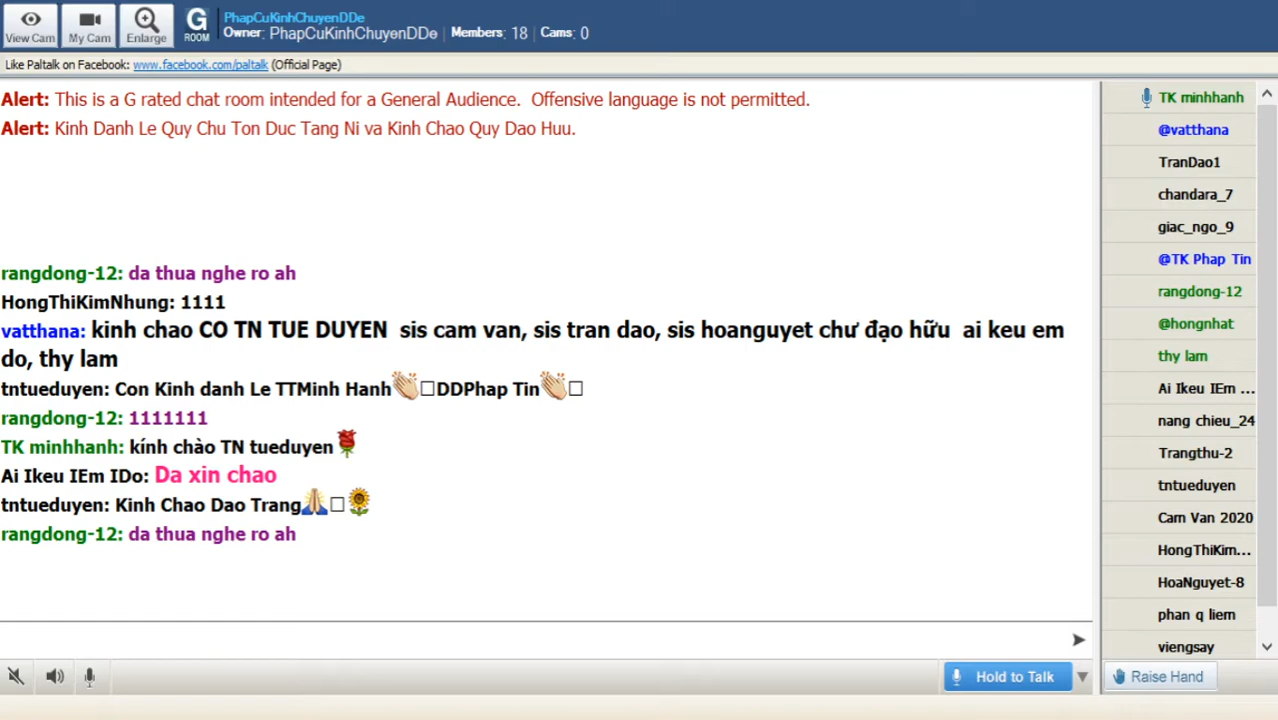 View Cam
My Cam
Enlarge
G
ROOM
PhapCuKinhChuyenDDe
Owner: PhapCuKinhChuyenDDe Members: 18 Cams: 0
Like Paltalk on Facebook: www.facebook.com/paltalk (Official Page)
Alert: This is a G rated chat room intended for a General Audience. Offensive language is not permitted.
Alert: Kinh Danh Le Quy Chu Ton Duc Tang Ni va Kinh Chao Quy Dao Huu.
rangdong-12: da thua nghe ro ah
HongThiKimNhung: 1111
vatthana: kinh chao CO TN TUE DUYEN sis cam van, sis tran dao, sis hoanguyet chư đạo hữu ai keu em
do, thy lam
tntueduyen: Con Kinh danh Le TTMinh Hanh👏□DDPhap Tin👏□
rangdong-12: 1111111
TK minhhanh: kính chào TN tueduyen🌹
Ai Ikeu IEm IDo: Da xin chao
tntueduyen: Kinh Chao Dao Trang🙏□🌻
rangdong-12: da thua nghe ro ah
Hold to Talk
TK minhhanh
@vatthana
TranDao1
chandara_7
giac_ngo_9
@TK Phap Tin
rangdong-12
@hongnhat
thy lam
Ai Ikeu IEm ...
nang chieu_24
Trangthu-2
tntueduyen
Cam Van 2020
HongThiKim...
HoaNguyet-8
phan q liem
viengsay
Raise Hand